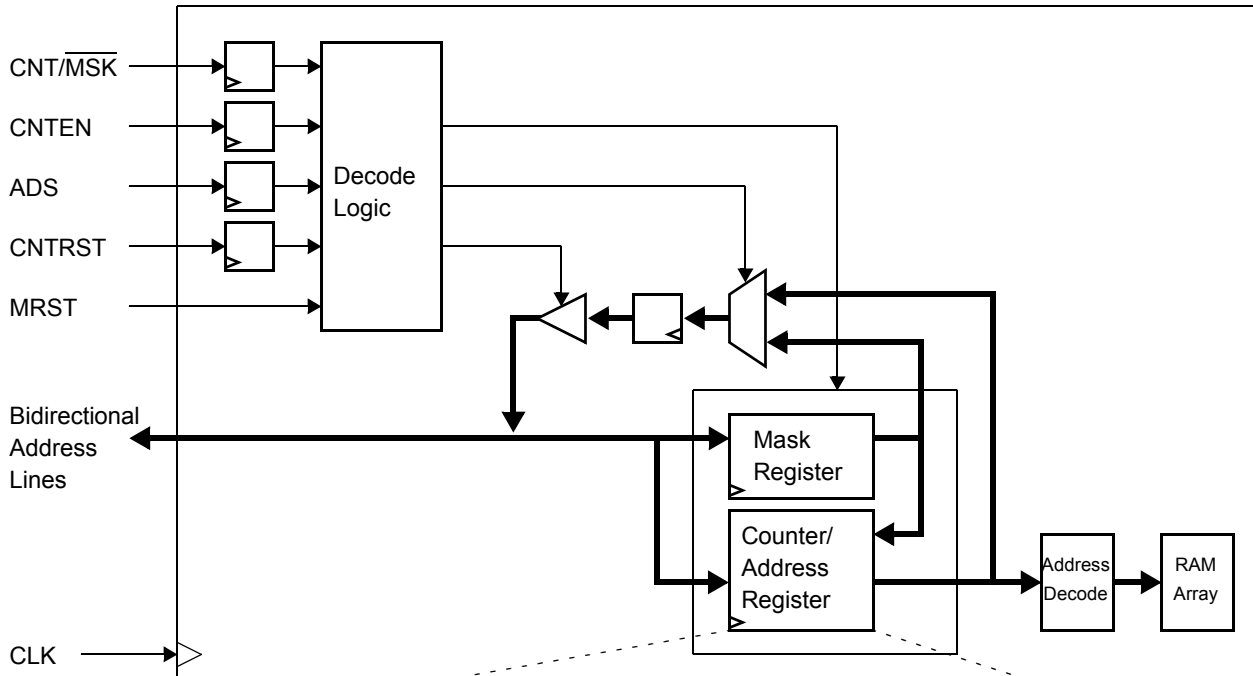 CNT/MSK
CNTEN
ADS
CNTRST
MRST
Decode
Logic
Bidirectional
Address
Lines
Mask
Register
Counter/
Address
Register
Address
Decode
RAM
Array
CLK